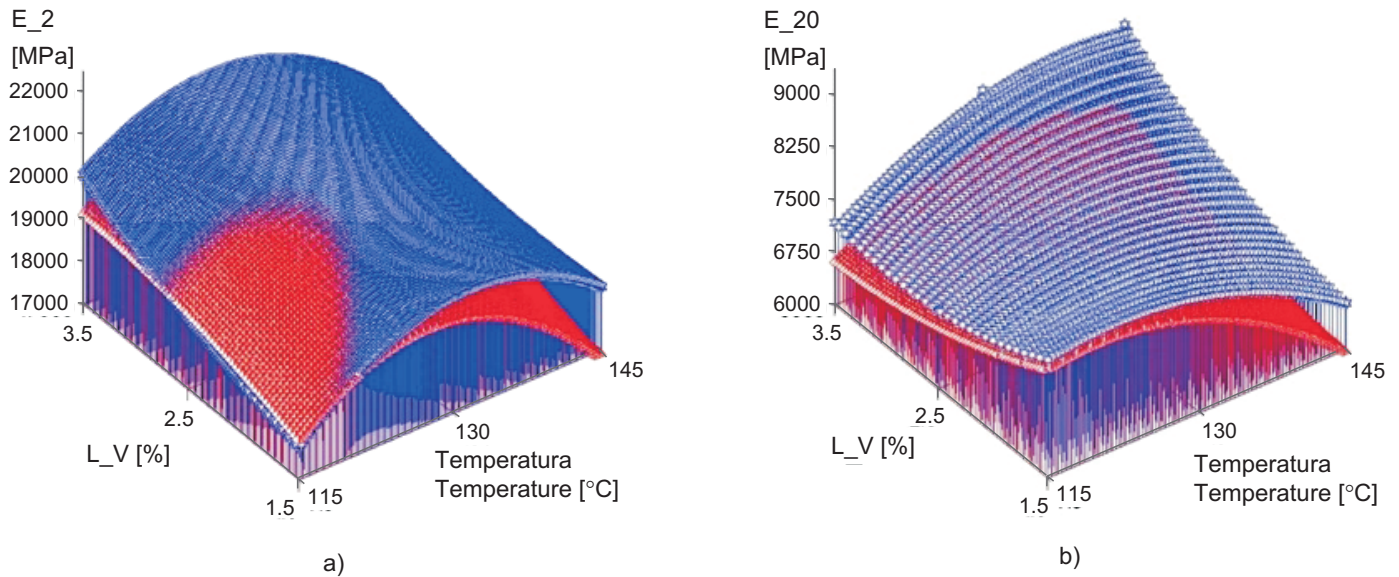 E_2
[MPa]
22000
21000
20000
19000
18000
17000
3.5
2.5
L_V [%]
1.5
115
130
145
Temperatura
Temperature [°C]
a)
E_20
[MPa]
9000
8250
7500
6750
6000
3.5
2.5
L_V [%]
1.5
115
130
145
Temperatura
Temperature [°C]
b)